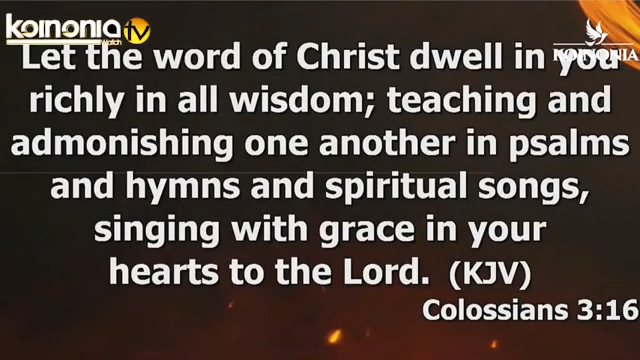 koinonia tv
Watch
KOINONIA
Let the word of Christ dwell in you
richly in all wisdom; teaching and
admonishing one another in psalms
and hymns and spiritual songs,
singing with grace in your
hearts to the Lord. (KJV)
Colossians 3:16